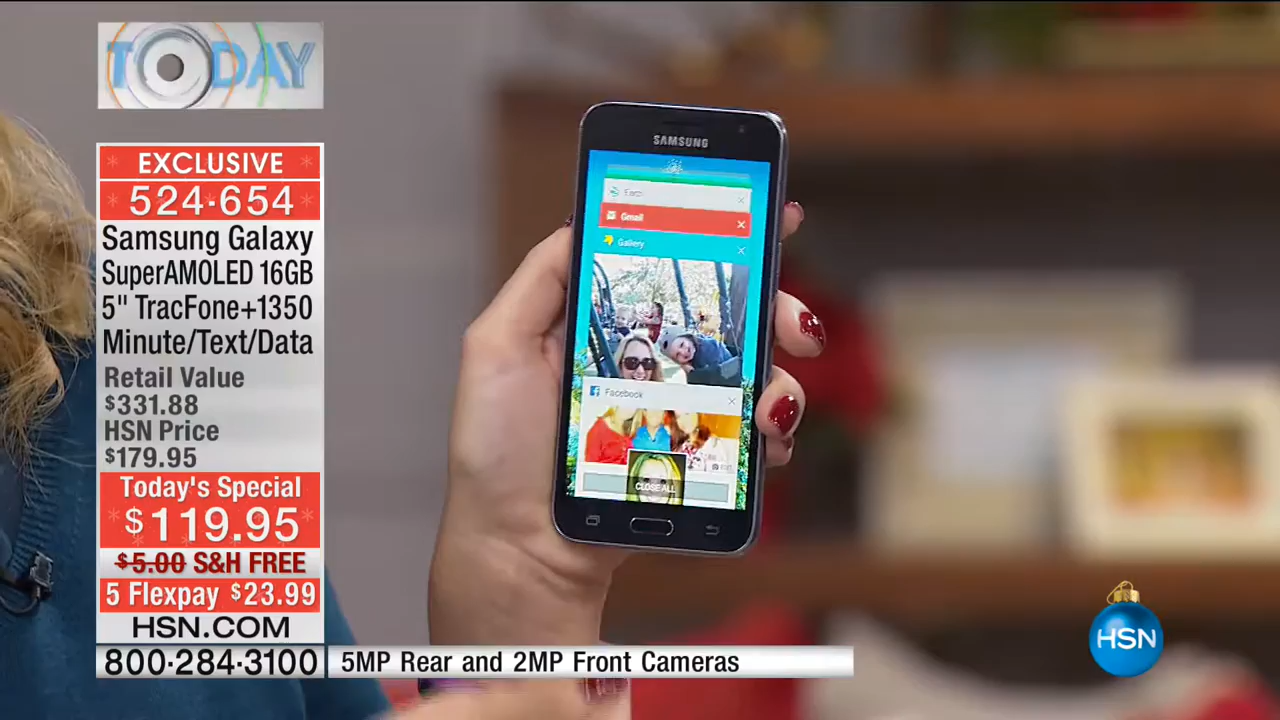 TODAY
EXCLUSIVE
524-654
Samsung Galaxy
SuperAMOLED 16GB
5" TracFone+1350
Minute/Text/Data
Retail Value
$331.88
HSN Price
$179.95
Today's Special
$119.95
$5.00 S&H FREE
5 Flexpay $23.99
HSN.COM
800-284-3100
5MP Rear and 2MP Front Cameras
SAMSUNG
Gmail
Gallery
Facebook
CLOSE ALL
HSN